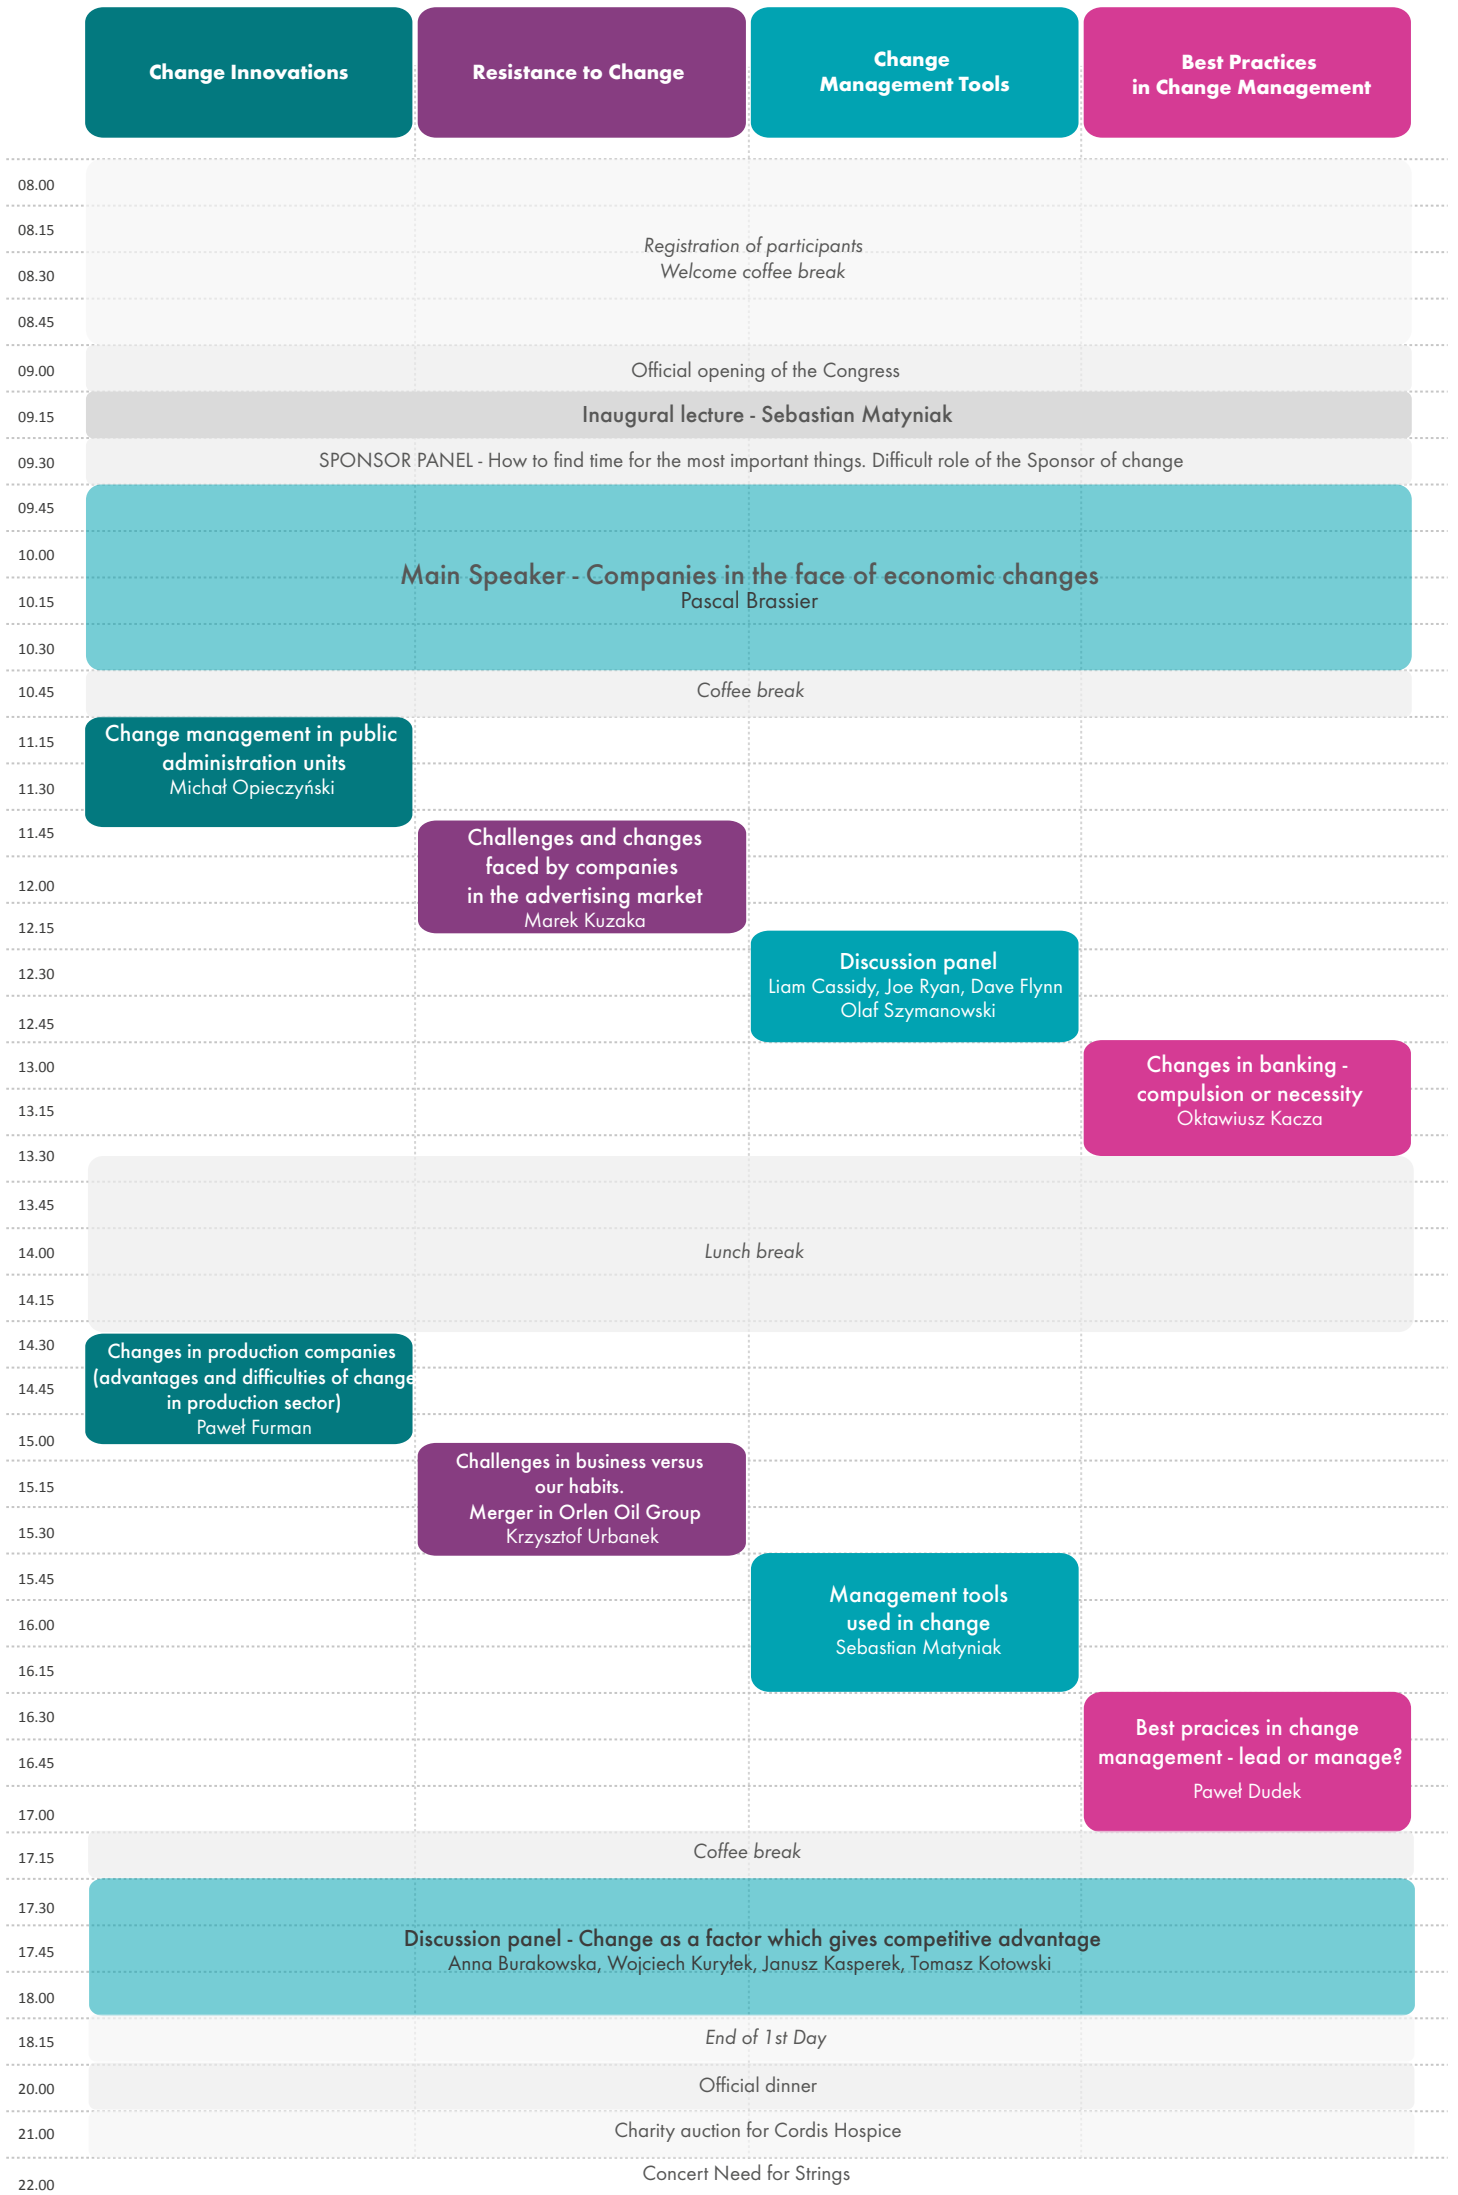 Change Innovations
Resistance to Change
Change
Management Tools
Best Practices
in Change Management
08.00
08.15
Registration of participants
Welcome coffee break
08.30
08.45
09.00
Official opening of the Congress
09.15
Inaugural lecture - Sebastian Matyniak
09.30
SPONSOR PANEL - How to find time for the most important things. Difficult role of the Sponsor of change
09.45
10.00
Main Speaker - Companies in the face of economic changes
Pascal Brassier
10.15
10.30
10.45
Coffee break
11.15
Change management in public
administration units
Michał Opieczyński
11.30
11.45
Challenges and changes
faced by companies
in the advertising market
Marek Kuzaka
12.00
12.15
Discussion panel
Liam Cassidy, Joe Ryan, Dave Flynn
Olaf Szymanowski
12.30
12.45
13.00
Changes in banking -
compulsion or necessity
Oktawiusz Kacza
13.15
13.30
13.45
14.00
Lunch break
14.15
14.30
Changes in production companies
(advantages and difficulties of change
in production sector)
Paweł Furman
14.45
15.00
Challenges in business versus
our habits.
Merger in Orlen Oil Group
Krzysztof Urbanek
15.15
15.30
15.45
Management tools
used in change
Sebastian Matyniak
16.00
16.15
16.30
Best pracices in change
management - lead or manage?
Paweł Dudek
16.45
17.00
17.15
Coffee break
17.30
Discussion panel - Change as a factor which gives competitive advantage
Anna Burakowska, Wojciech Kuryłek, Janusz Kasperek, Tomasz Kotowski
17.45
18.00
18.15
End of 1st Day
20.00
Official dinner
21.00
Charity auction for Cordis Hospice
22.00
Concert Need for Strings